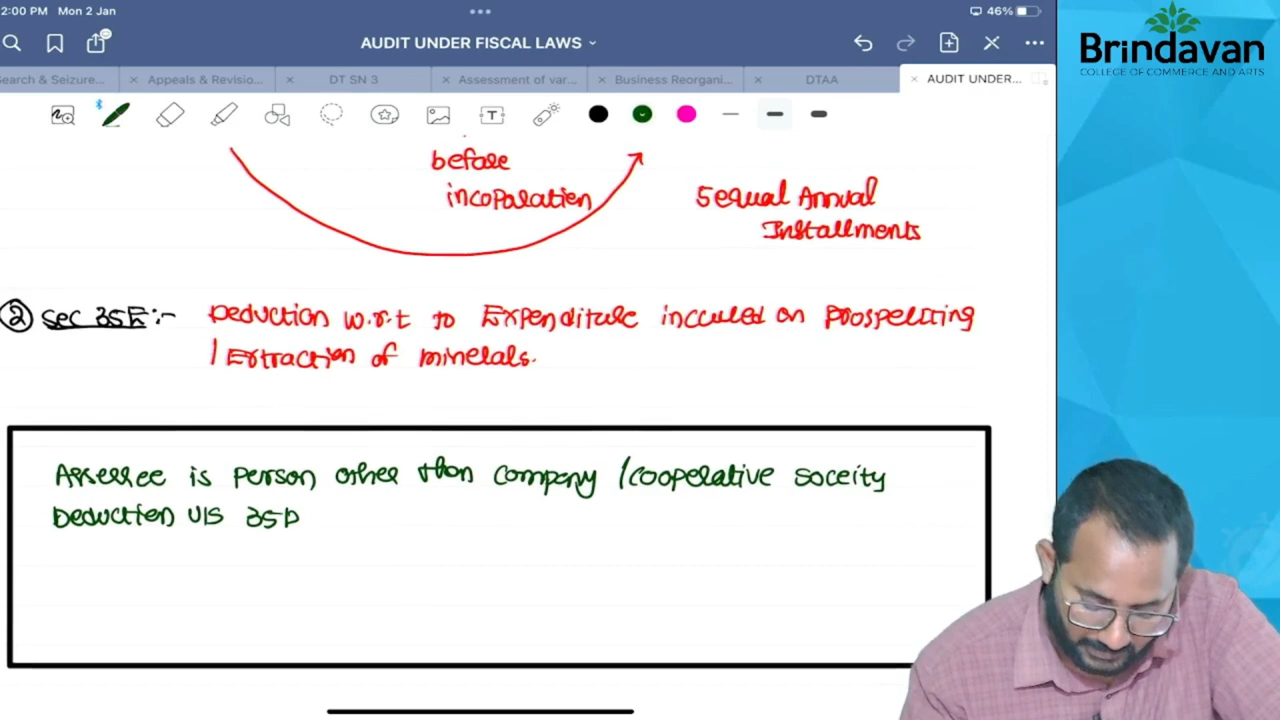 2:00 PM Mon 2 Jan
46%
AUDIT UNDER FISCAL LAWS
earch & Seizure...
Appeals & Revisio...
DT SN 3
Assessment of var...
Business Reorgani...
DTAA
AUDIT UNDER...
Brindavan
COLLEGE OF COMMERCE AND ARTS
before
incoporation
5 equal Annual
Installments
② Sec 35E :-
Deduction w.r.t to Expenditure inccured on prospecting
/ Extraction of minerals.
Assessee is person other than company / cooperative soceity
Deduction U/S 35D